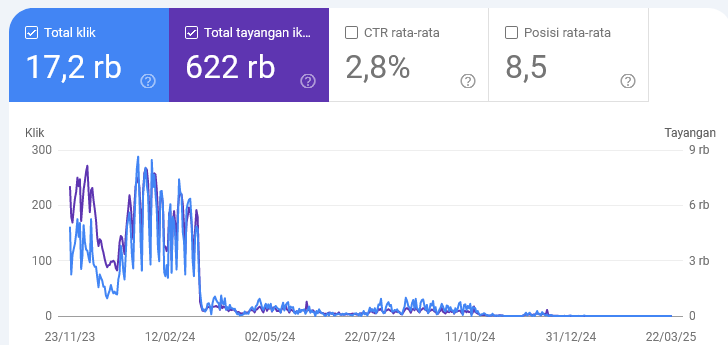 Total klik
17,2 rb
Total tayangan ik...
622 rb
CTR rata-rata
2,8%
Posisi rata-rata
8,5
Klik
Tayangan
300
9 rb
200
6 rb
100
3 rb
0
0
23/11/23
12/02/24
02/05/24
22/07/24
11/10/24
31/12/24
22/03/25